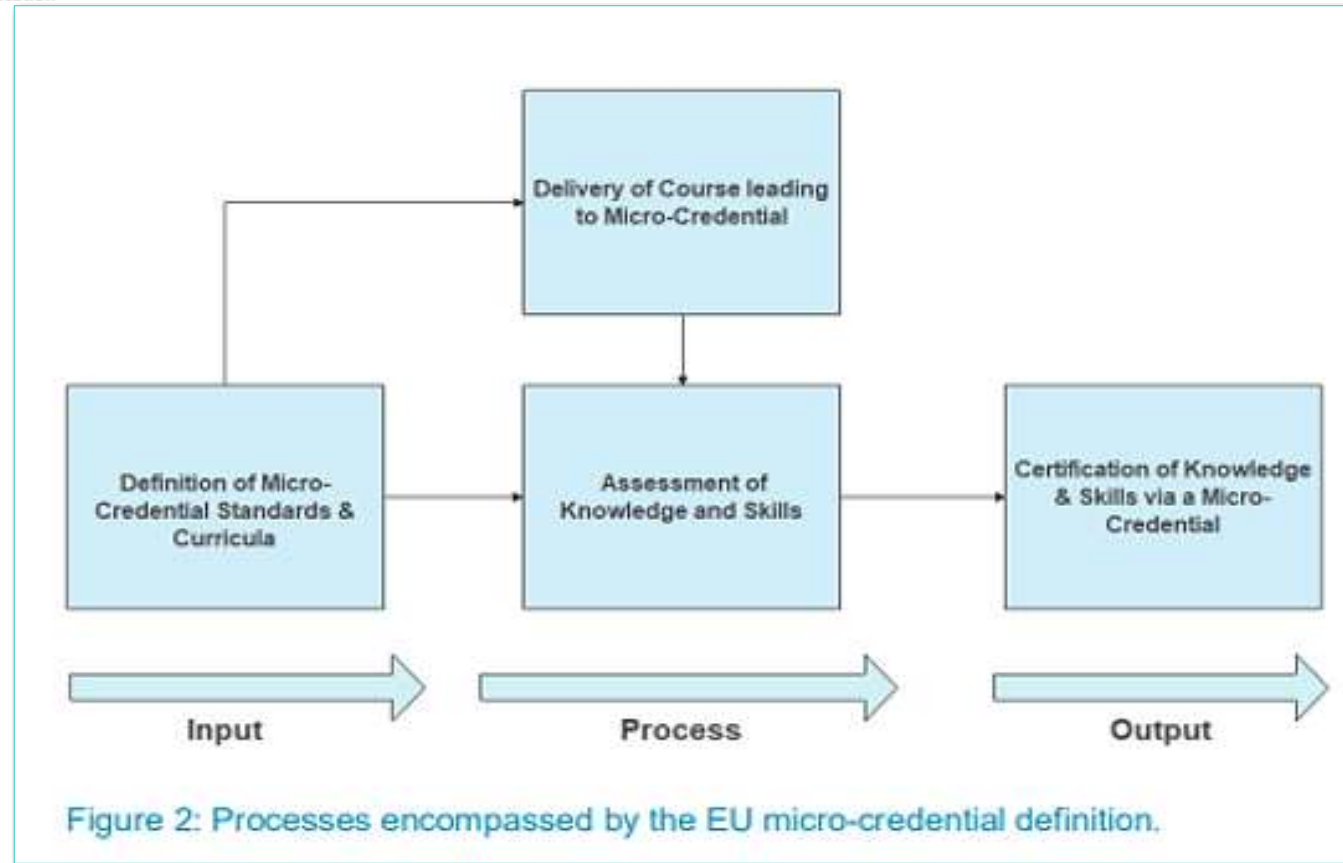 Delivery of Course leading
to Micro-Credential
Definition of Micro-
Credential Standards &
Curricula
Assessment of
Knowledge and Skills
Certification of Knowledge
& Skills via a Micro-
Credential
Input
Process
Output
Figure 2: Processes encompassed by the EU micro-credential definition.